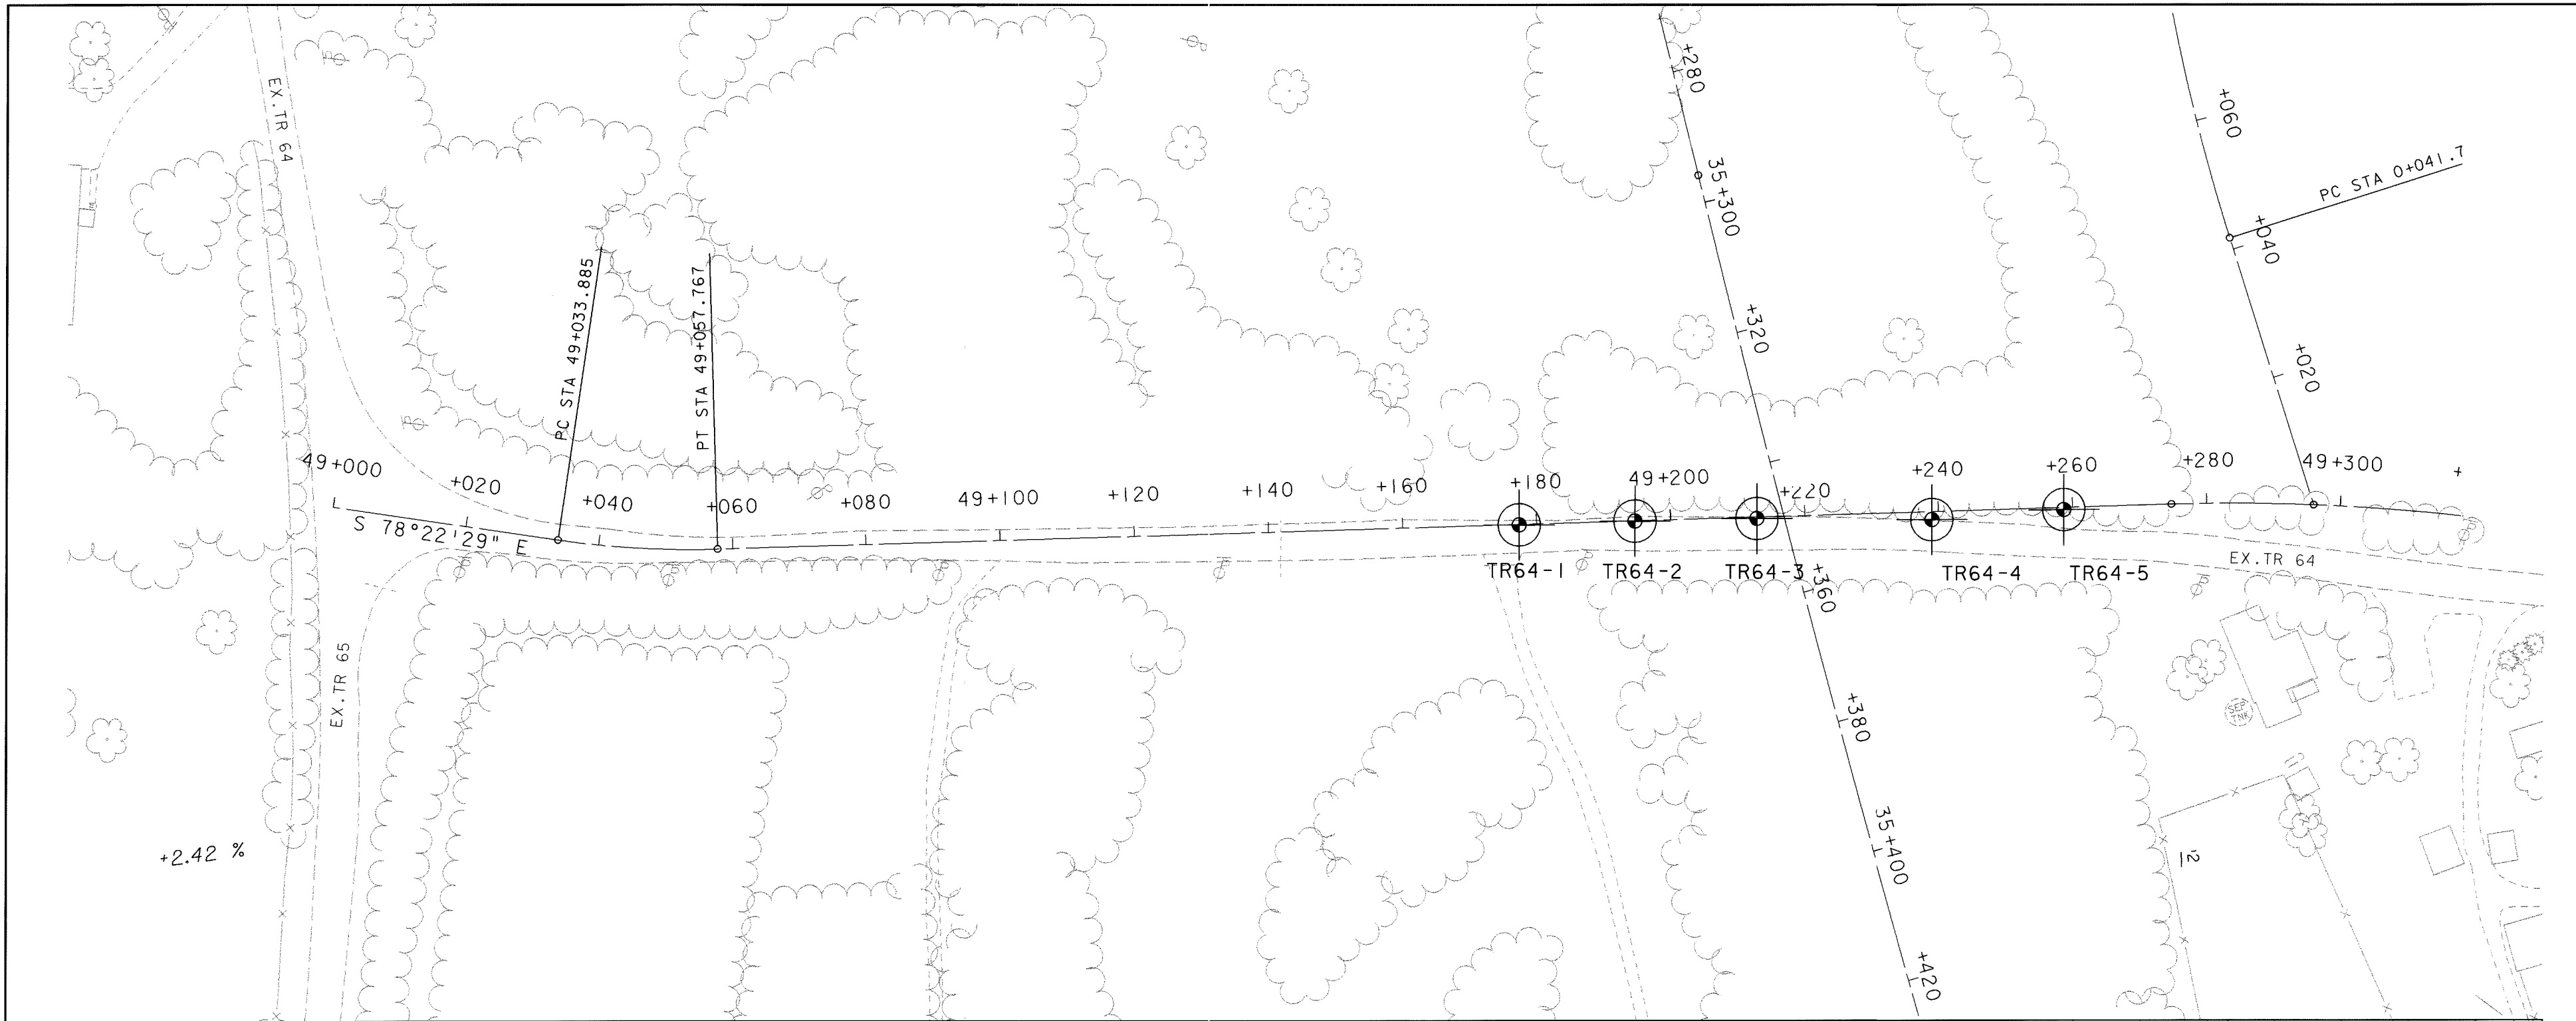 EX.TR 64
+280
+060
35+300
PC STA 0+041.7
+040
PC STA 49+033.885
PT STA 49+057.767
+320
+020
49+000
+020
+040
+060
+080
49+100
+120
+140
+160
+180
49+200
+220
+240
+260
+280
49+300
+
S 78°22'29" E
TR64-1
TR64-2
TR64-3
+360
TR64-4
TR64-5
EX.TR 64
EX.TR 65
+380
SEP
TNK
+2.42 %
35+400
+420